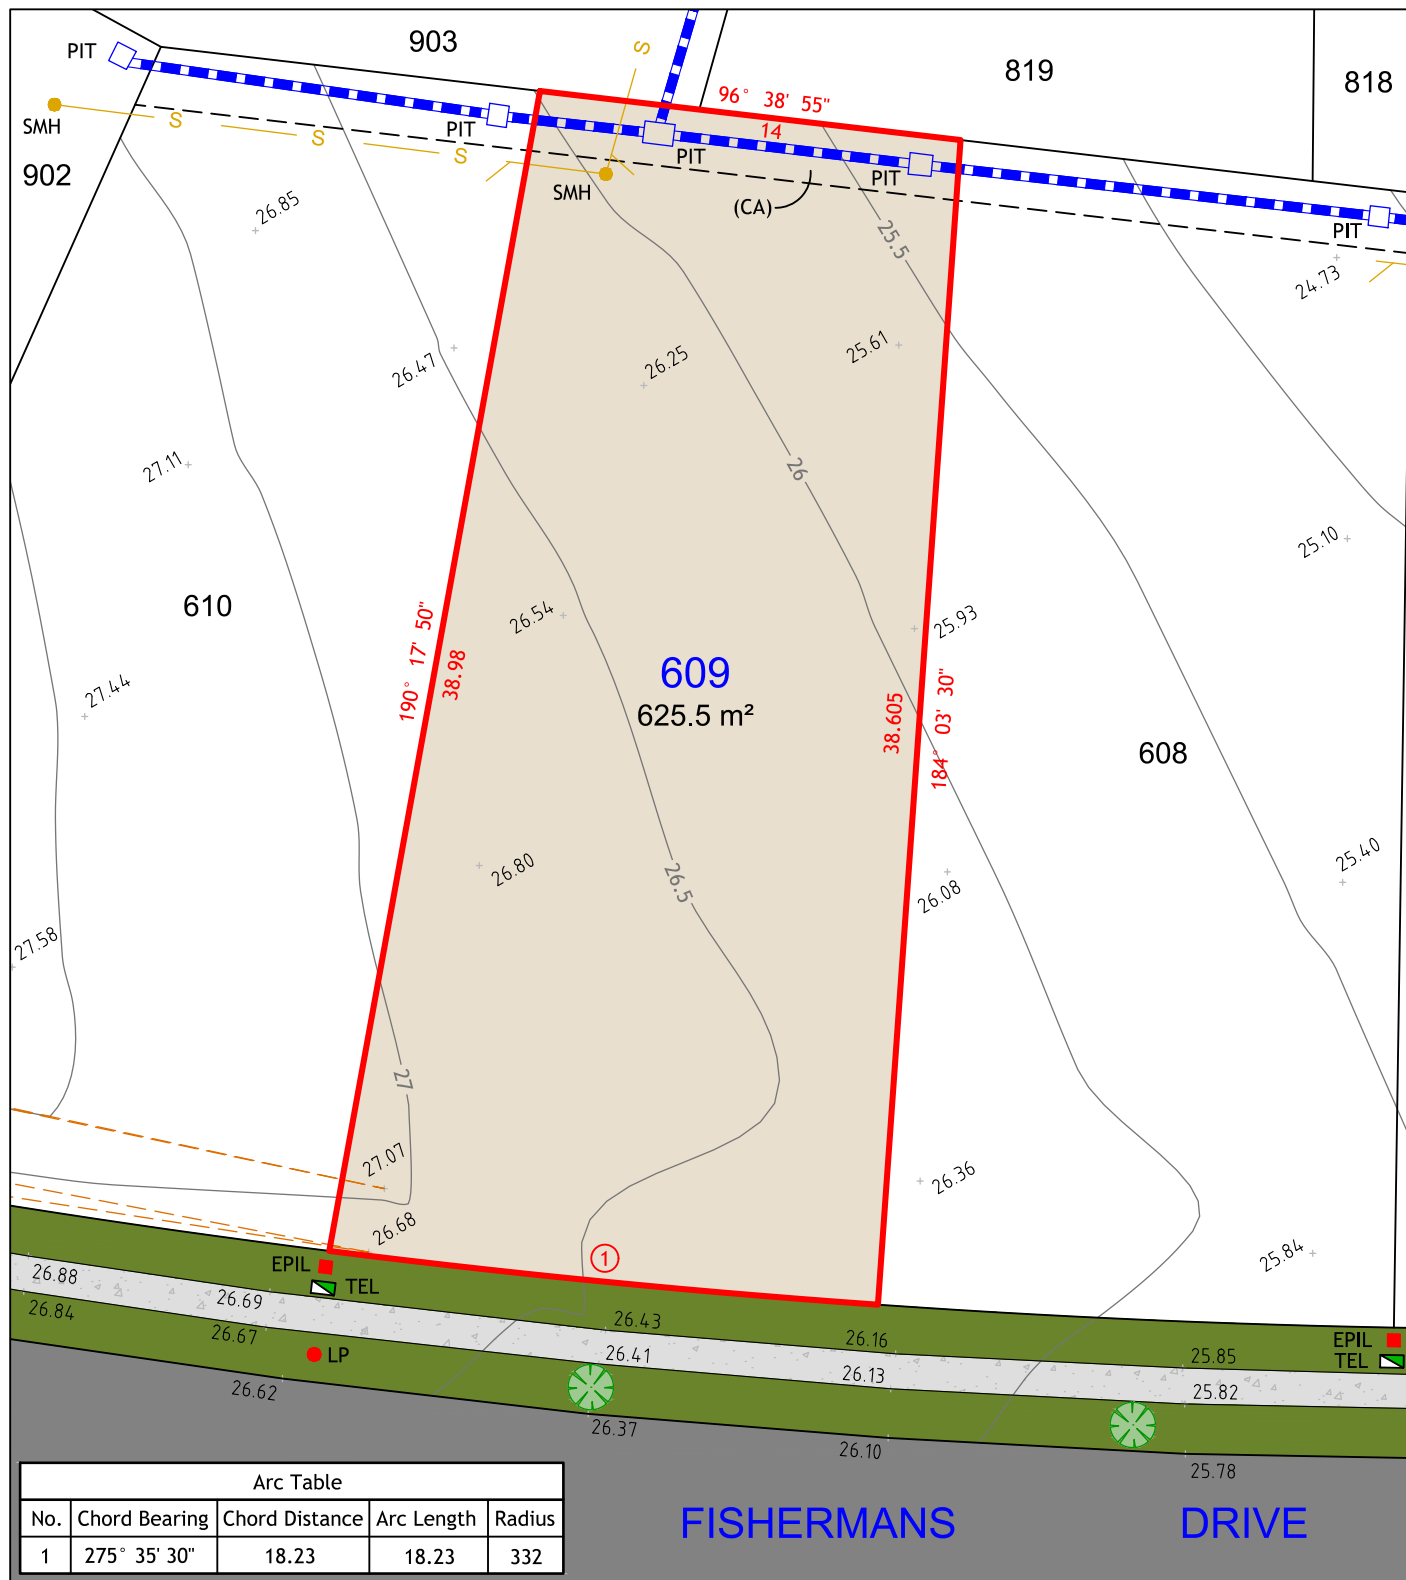 903
S
PIT
819
818
96° 38' 55"
14
SMH
S
S
S
PIT
PIT
PIT
SMH
(CA)
902
PIT
26.85
25.5
24.73
26.47
26.25
25.61
27.11
26
25.10
610
26.54
25.93
190° 17' 50"
38.98
609
625.5 m²
38.605
184° 03' 30"
27.44
608
26.80
26.5
26.08
25.40
27.58
27
27.07
26.36
26.68
25.84
1
EPIL
TEL
26.88
26.69
26.84
26.67
26.43
26.16
25.85
EPIL
TEL
LP
26.41
26.13
25.82
26.62
26.37
26.10
25.78
Arc Table
No. Chord Bearing Chord Distance Arc Length Radius
1 275° 35' 30" 18.23 18.23 332
FISHERMANS DRIVE